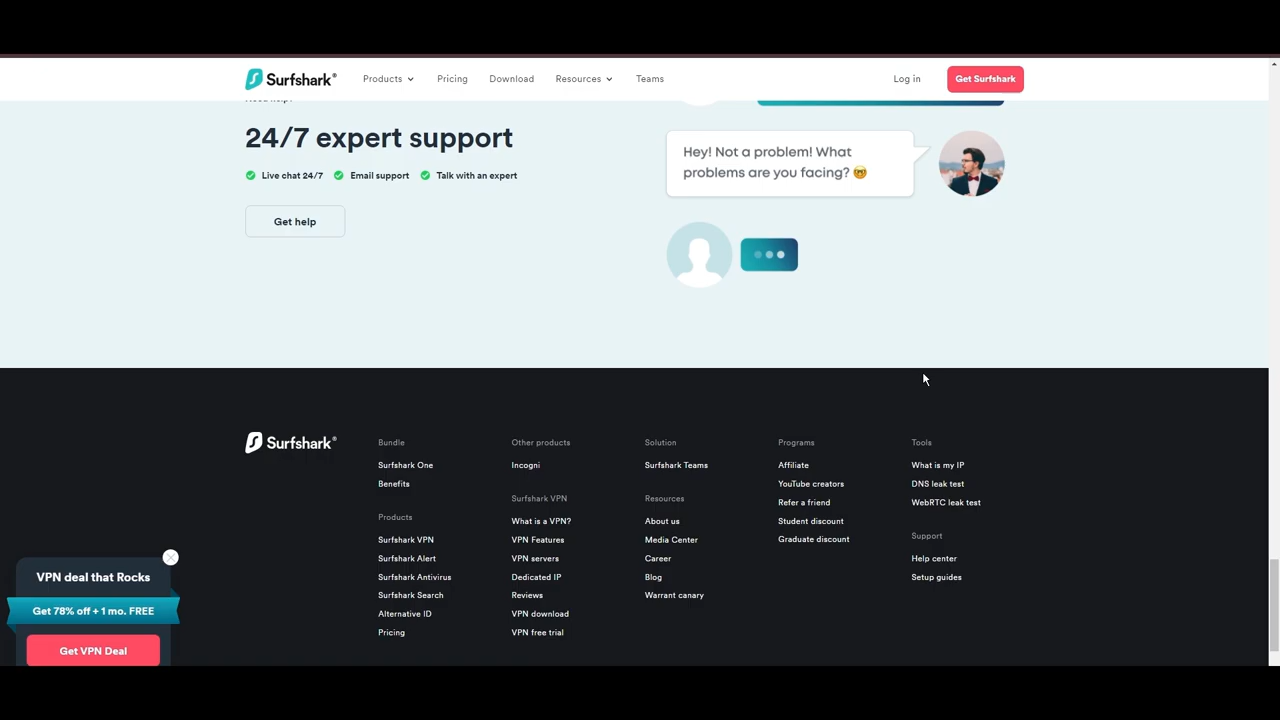 Surfshark®
Products
Pricing
Download
Resources
Teams
Log in
Get Surfshark
Need help?
24/7 expert support
Live chat 24/7
Email support
Talk with an expert
Get help
Hey! Not a problem! What
problems are you facing? 🤓
Surfshark®
Bundle
Surfshark One
Benefits
Products
Surfshark VPN
Surfshark Alert
Surfshark Antivirus
Surfshark Search
Alternative ID
Pricing
Other products
Incogni
Surfshark VPN
What is a VPN?
VPN Features
VPN servers
Dedicated IP
Reviews
VPN download
VPN free trial
Solution
Surfshark Teams
Resources
About us
Media Center
Career
Blog
Warrant canary
Programs
Affiliate
YouTube creators
Refer a friend
Student discount
Graduate discount
Tools
What is my IP
DNS leak test
WebRTC leak test
Support
Help center
Setup guides
VPN deal that Rocks
Get 78% off + 1 mo. FREE
Get VPN Deal